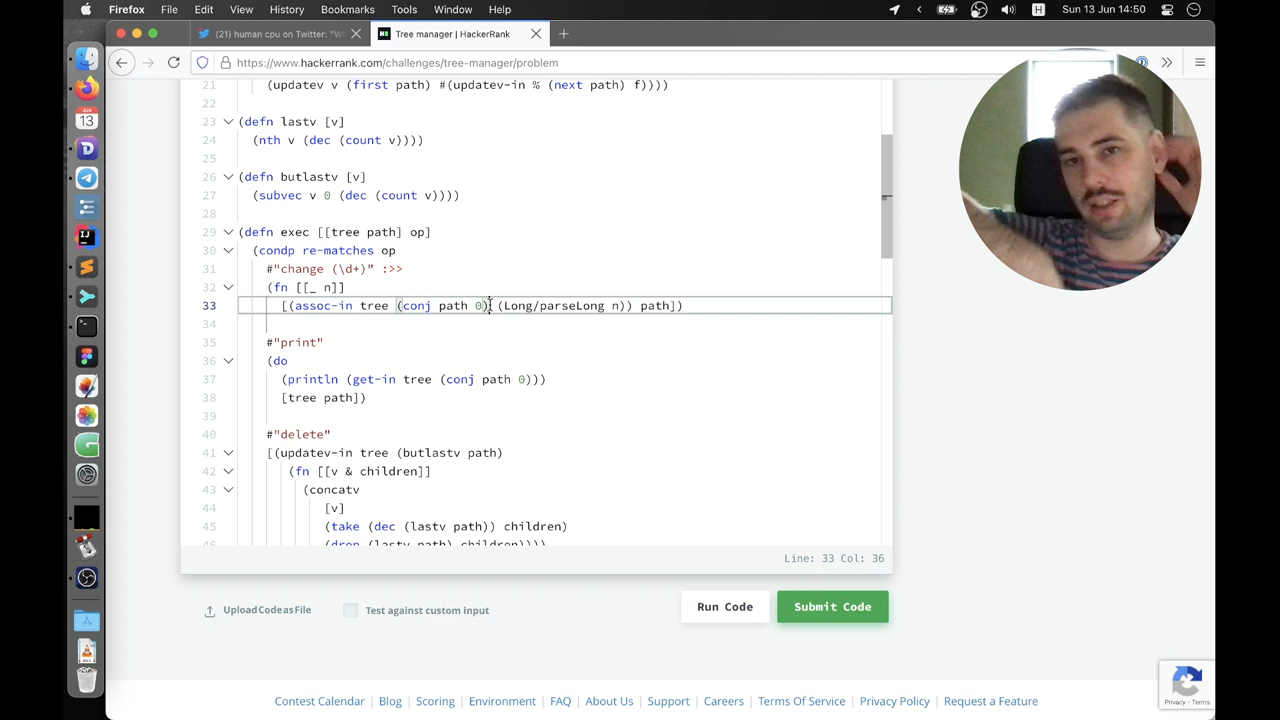 Firefox File Edit View History Bookmarks Tools Window Help
H Sun 13 Jun 14:50
(21) human cpu on Twitter: "W
Tree manager | HackerRank
https://www.hackerrank.com/challenges/tree-manager/problem
JUN
13
21 (updatev v (first path) #(updatev-in % (next path) f))))
22
23 (defn lastv [v]
24 (nth v (dec (count v))))
25
26 (defn butlastv [v]
27 (subvec v 0 (dec (count v))))
28
29 (defn exec [[tree path] op]
30 (condp re-matches op
31 #"change (\d+)" :>>
32 (fn [[_ n]]
33 [(assoc-in tree (conj path 0) (Long/parseLong n)) path])
34
35 #"print"
36 (do
37 (println (get-in tree (conj path 0)))
38 [tree path])
39
40 #"delete"
41 [(updatev-in tree (butlastv path)
42 (fn [[v & children]]
43 (concatv
44 [v]
45 (take (dec (lastv path)) children)
46 (drop (lastv path) children))))
Line: 33 Col: 36
Upload Code as File
Test against custom input
Run Code
Submit Code
Contest Calendar | Blog | Scoring | Environment | FAQ | About Us | Support | Careers | Terms Of Service | Privacy Policy | Request a Feature
Privacy - Terms